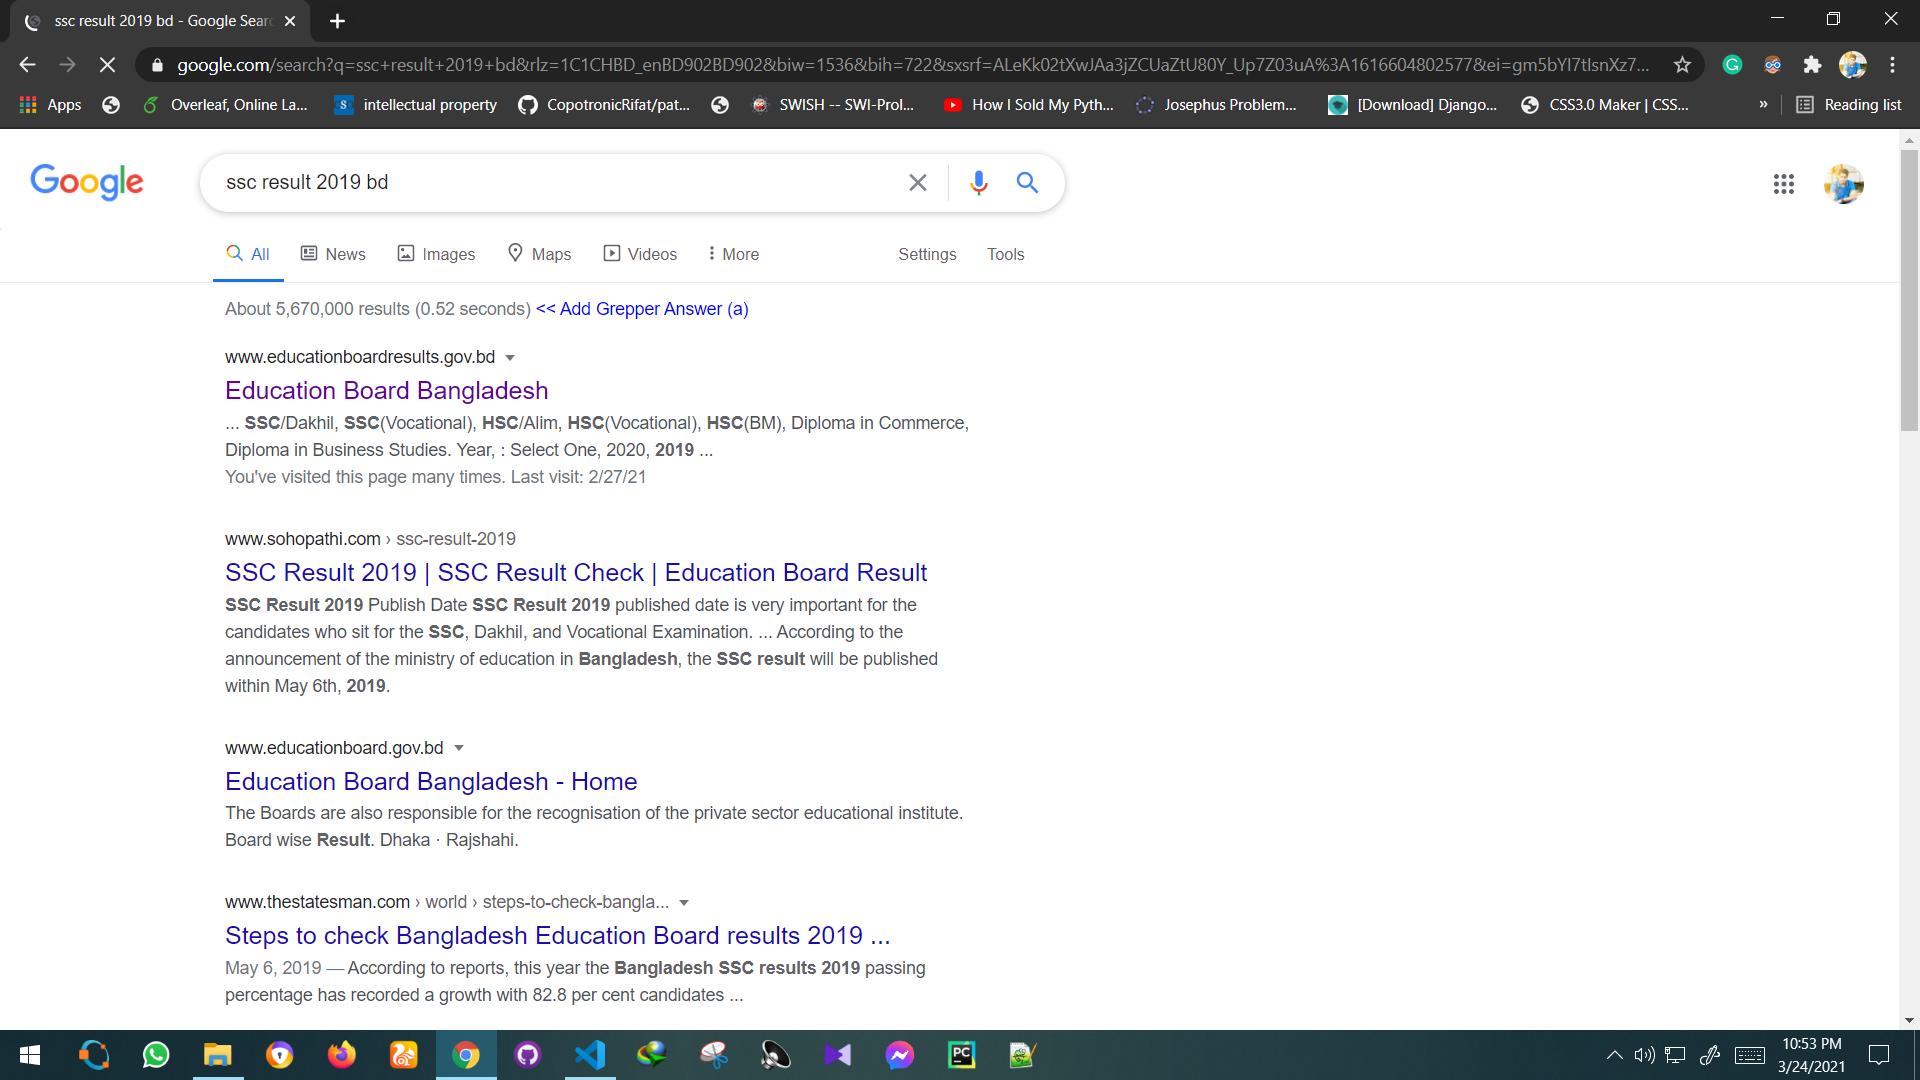 ssc result 2019 bd - Google Sear
google.com/search?q=ssc+result+2019+bd&rlz=1C1CHBD_enBD902BD902&biw=1536&bih=722&sxsrf=ALeKk02tXwJAa3jZCUaZtU80Y_Up7Z03uA%3A1616604802577&ei=gm5bYI7tIsnXz7...
Apps
Overleaf, Online La...
intellectual property
CopotronicRifat/pat...
SWISH -- SWI-Prol...
How I Sold My Pyth...
Josephus Problem...
[Download] Django...
CSS3.0 Maker | CSS...
»
Reading list
Google
ssc result 2019 bd
All
News
Images
Maps
Videos
More
Settings
Tools
About 5,670,000 results (0.52 seconds) << Add Grepper Answer (a)
www.educationboardresults.gov.bd
Education Board Bangladesh
... SSC/Dakhil, SSC(Vocational), HSC/Alim, HSC(Vocational), HSC(BM), Diploma in Commerce,
Diploma in Business Studies. Year, : Select One, 2020, 2019 ...
You've visited this page many times. Last visit: 2/27/21
www.sohopathi.com › ssc-result-2019
SSC Result 2019 | SSC Result Check | Education Board Result
SSC Result 2019 Publish Date SSC Result 2019 published date is very important for the
candidates who sit for the SSC, Dakhil, and Vocational Examination. ... According to the
announcement of the ministry of education in Bangladesh, the SSC result will be published
within May 6th, 2019.
www.educationboard.gov.bd
Education Board Bangladesh - Home
The Boards are also responsible for the recognisation of the private sector educational institute.
Board wise Result. Dhaka · Rajshahi.
www.thestatesman.com › world › steps-to-check-bangla...
Steps to check Bangladesh Education Board results 2019 ...
May 6, 2019 — According to reports, this year the Bangladesh SSC results 2019 passing
percentage has recorded a growth with 82.8 per cent candidates ...
PC
10:53 PM
3/24/2021